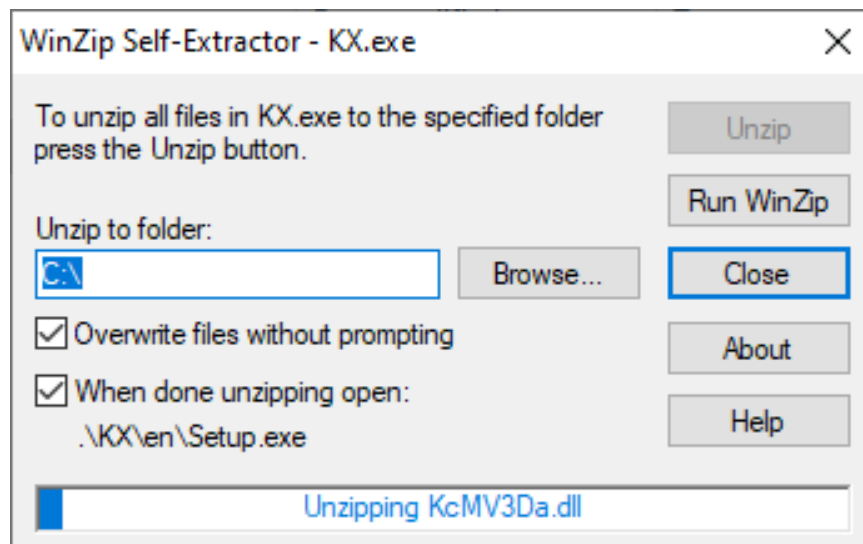 WinZip Self-Extractor - KX.exe
To unzip all files in KX.exe to the specified folder
press the Unzip button.
Unzip
Run WinZip
Unzip to folder:
C:\
Browse...
Close
Overwrite files without prompting
About
When done unzipping open:
.\KX\en\Setup.exe
Help
Unzipping KcMV3Da.dll